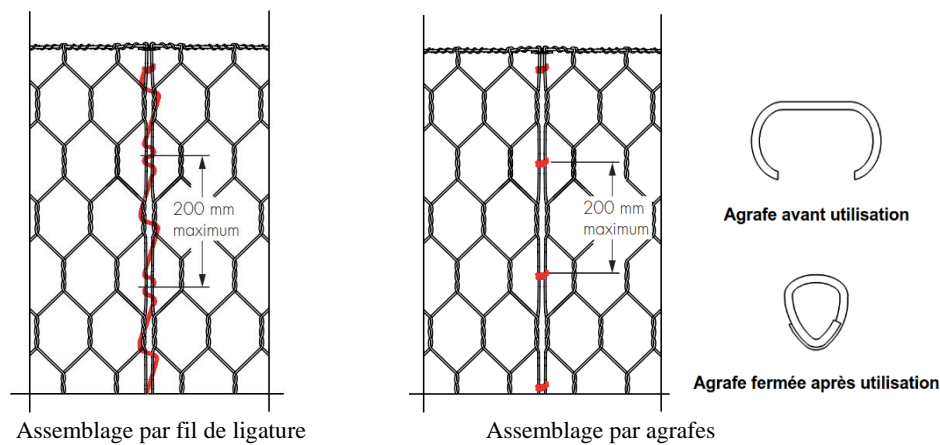 200 mm
maximum
200 mm
maximum
Agrafe avant utilisation
Agrafe fermée après utilisation
Assemblage par fil de ligature
Assemblage par agrafes